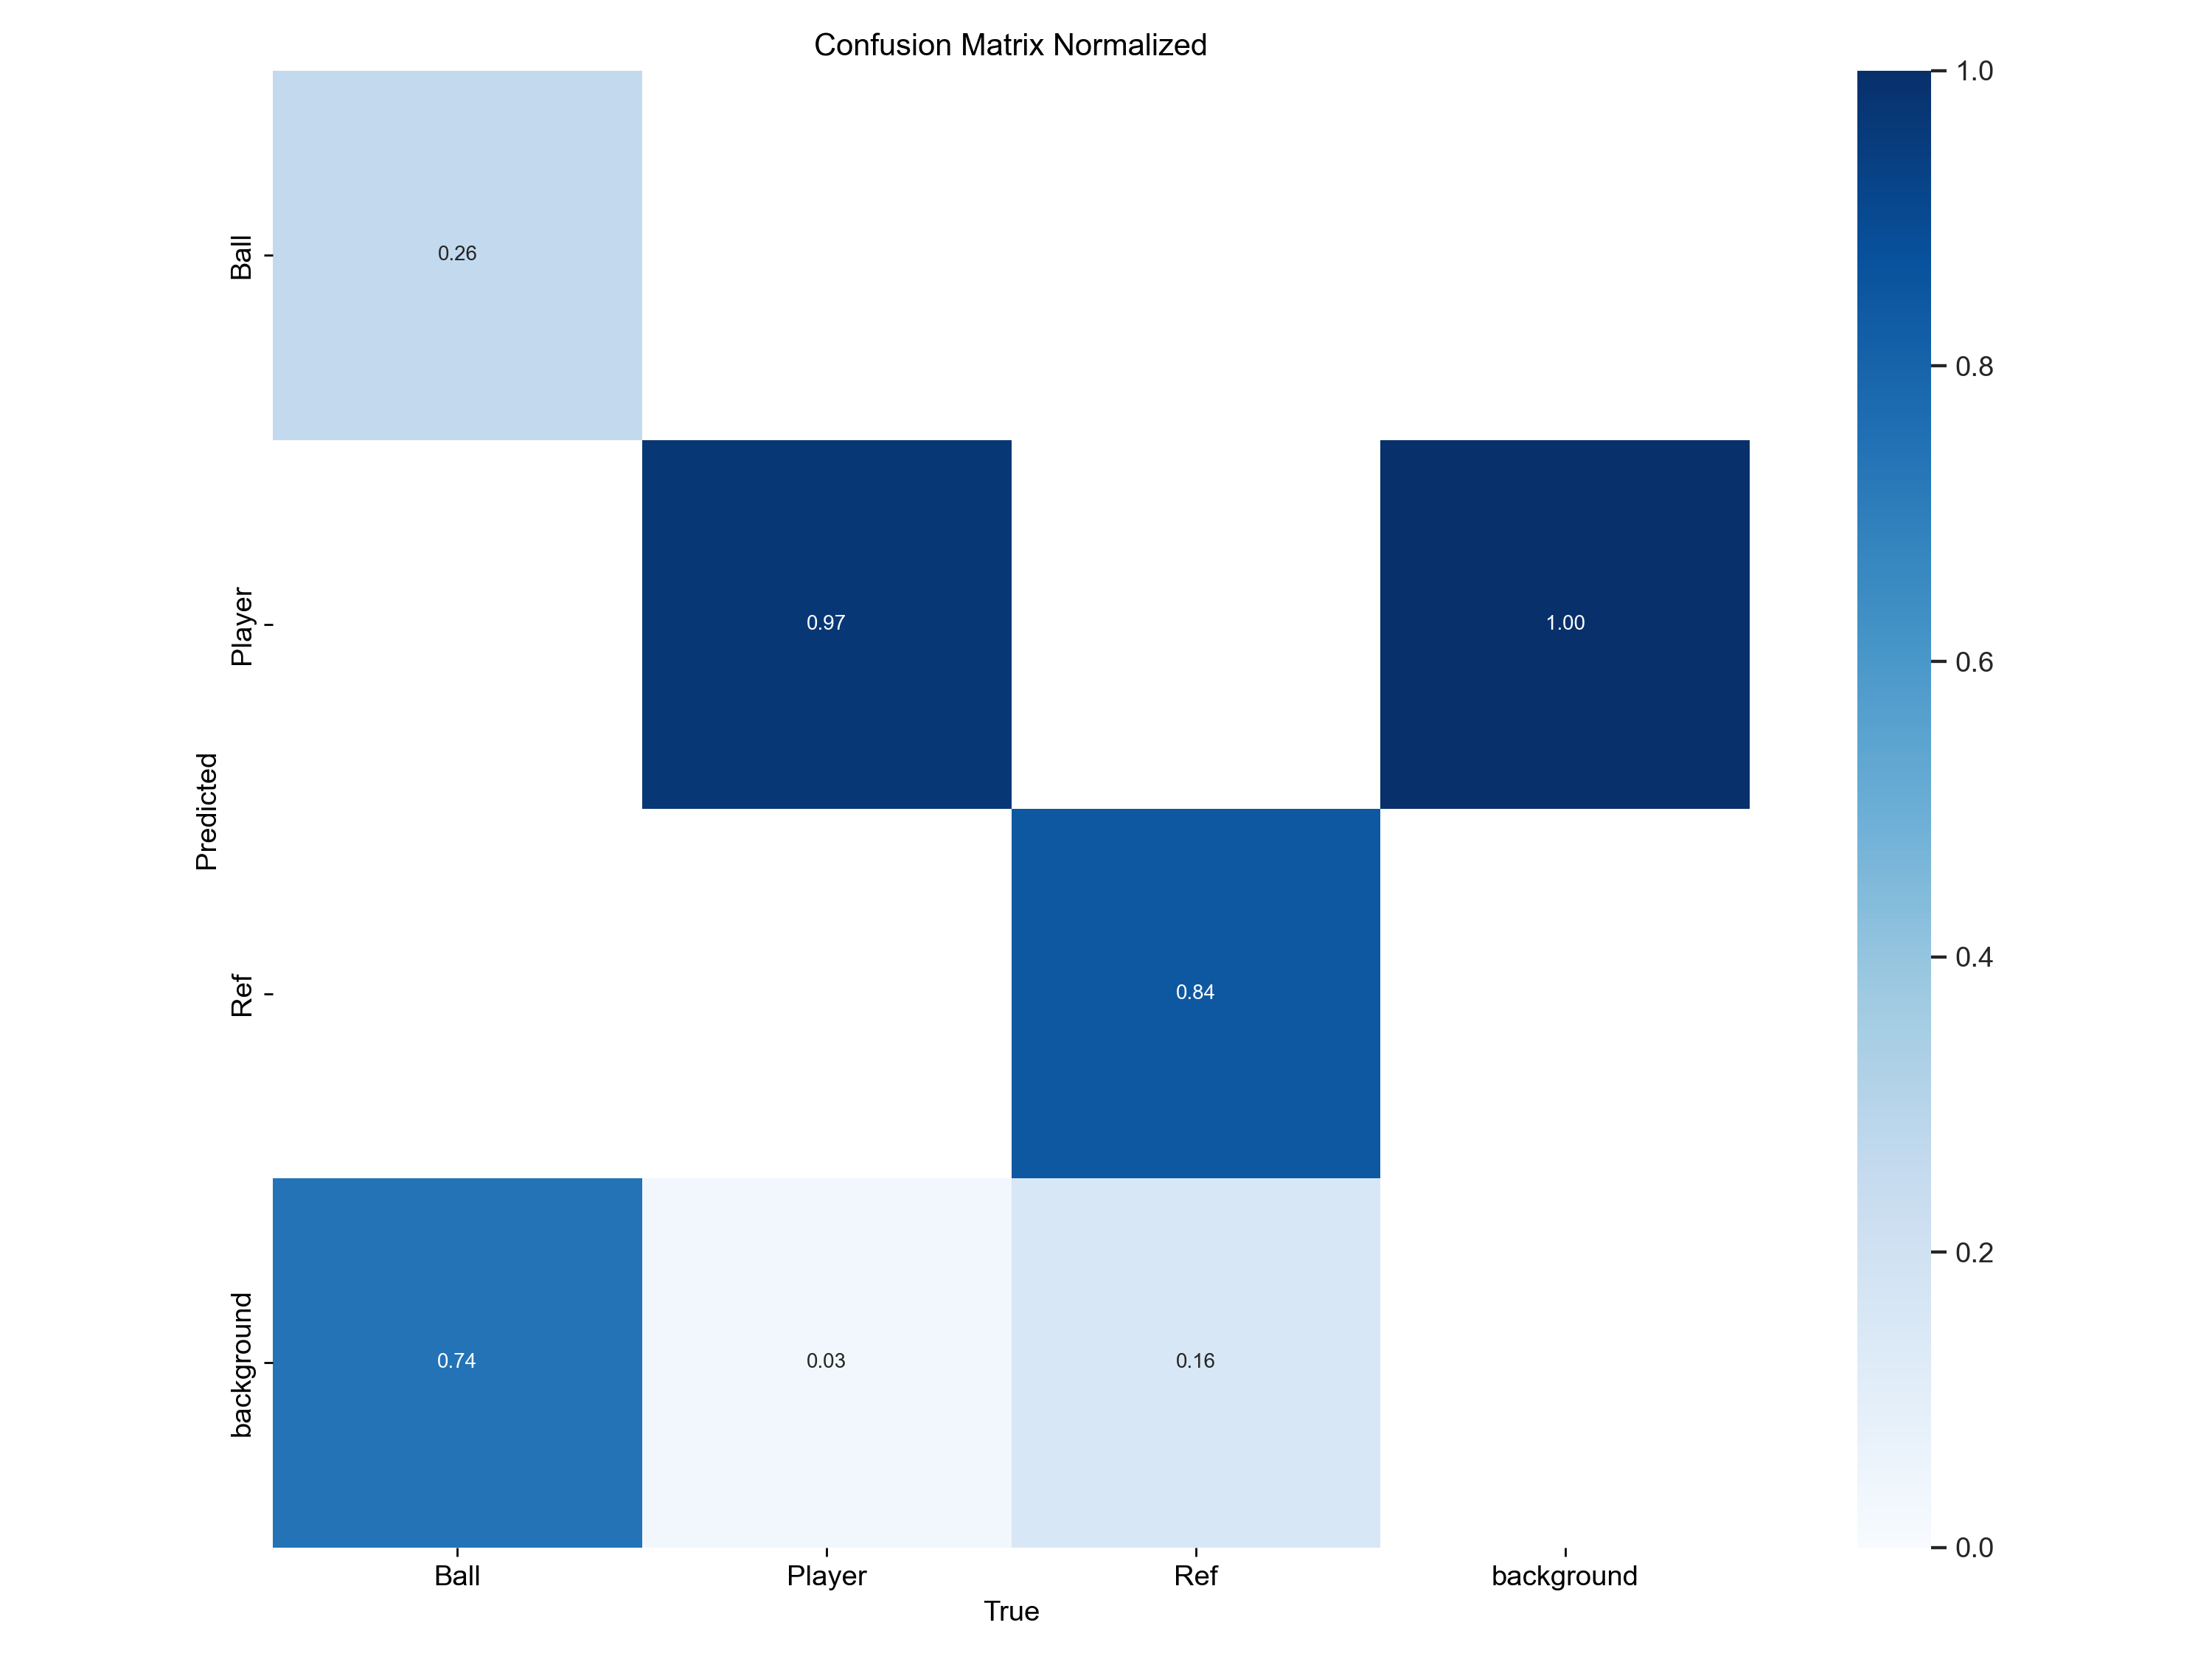 Confusion Matrix Normalized
Ball
Player
Ref
background
Predicted
0.26
0.97
1.00
0.84
0.74
0.03
0.16
Ball
Player
Ref
background
True
1.0
0.8
0.6
0.4
0.2
0.0